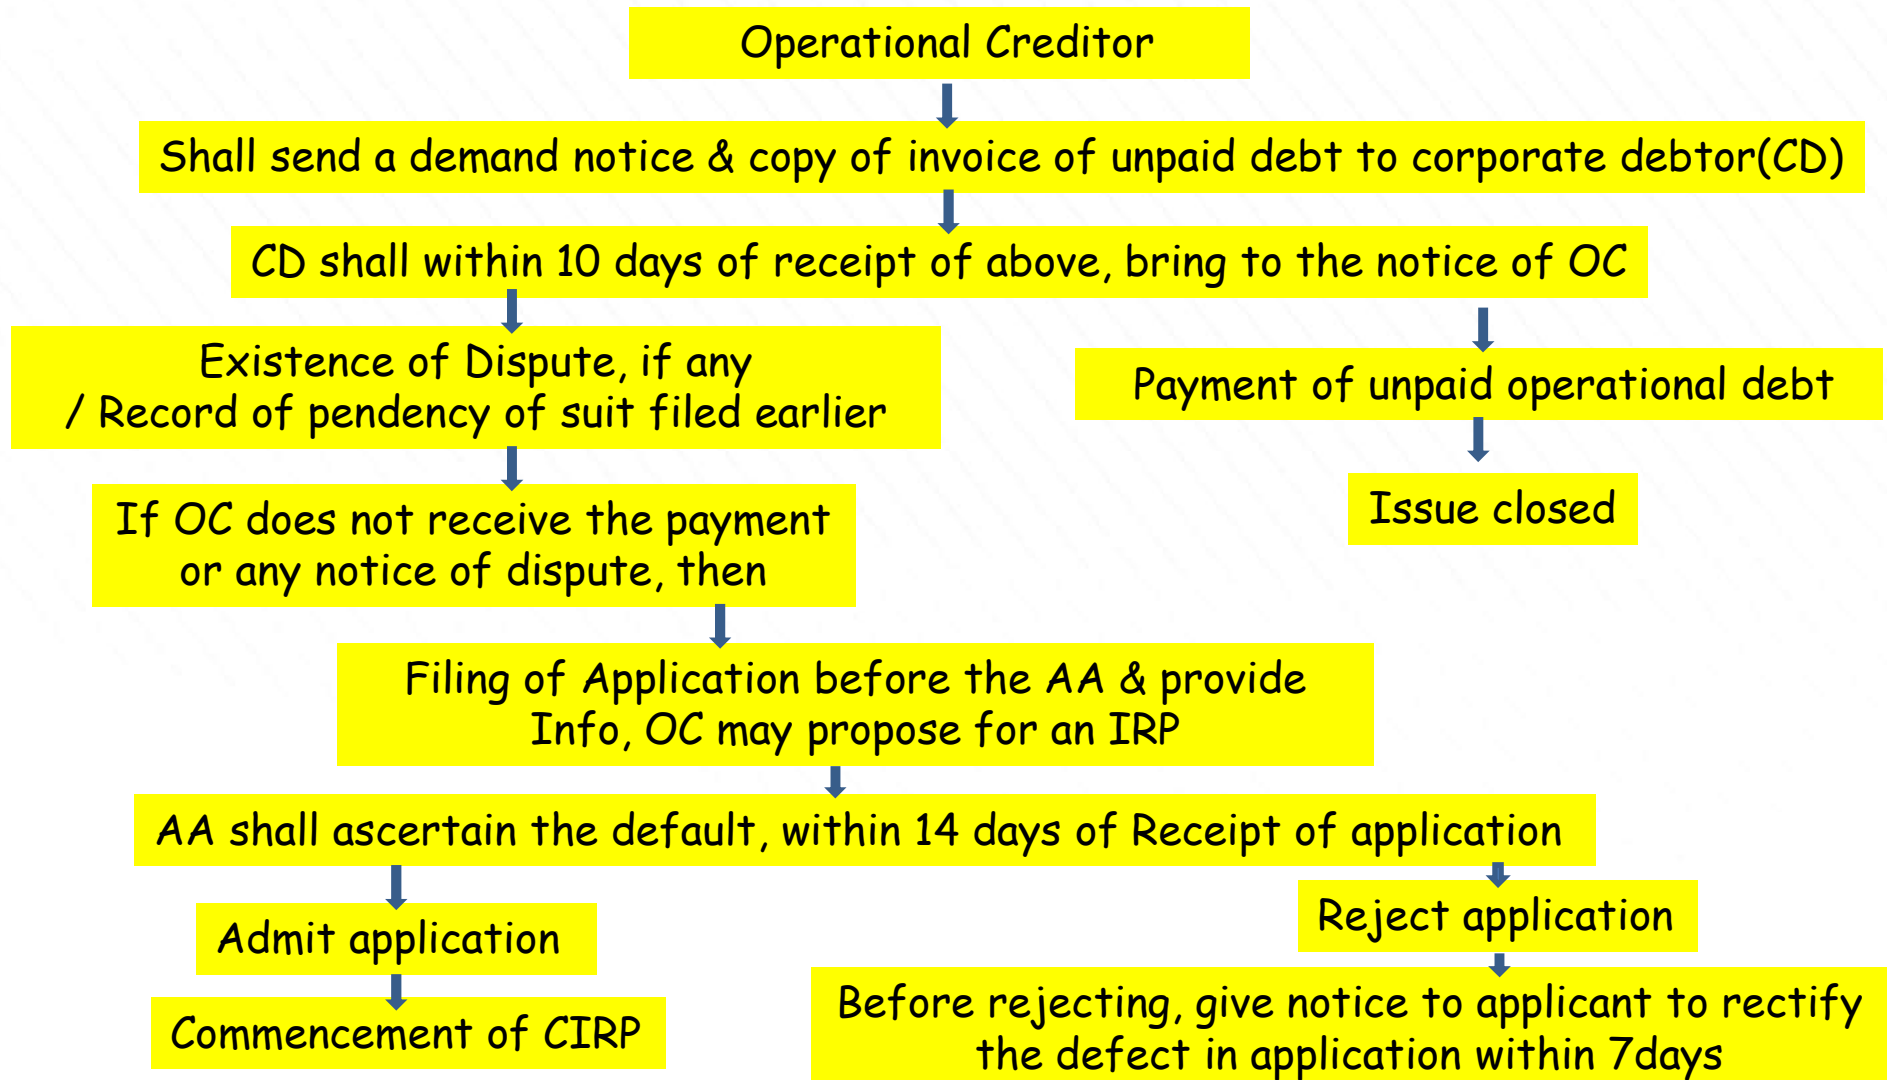 Operational Creditor
Shall send a demand notice & copy of invoice of unpaid debt to corporate debtor(CD)
CD shall within 10 days of receipt of above, bring to the notice of OC
Existence of Dispute, if any
/ Record of pendency of suit filed earlier
Payment of unpaid operational debt
Issue closed
If OC does not receive the payment
or any notice of dispute, then
Filing of Application before the AA & provide
Info, OC may propose for an IRP
AA shall ascertain the default, within 14 days of Receipt of application
Admit application
Commencement of CIRP
Reject application
Before rejecting, give notice to applicant to rectify
the defect in application within 7days